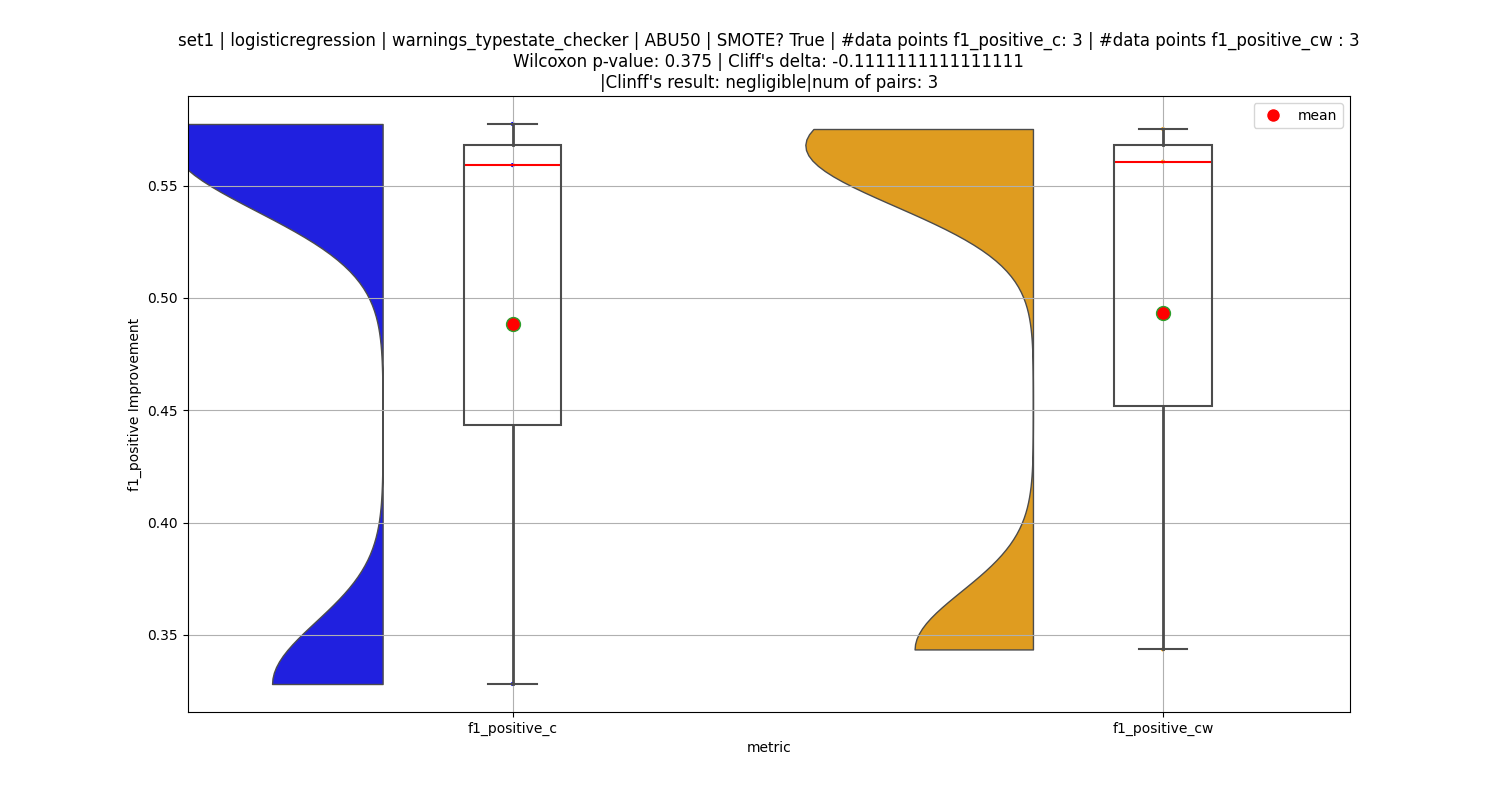 set1 | logisticregression | warnings_typestate_checker | ABU50 | SMOTE? True | #data points f1_positive_c: 3 | #data points f1_positive_cw : 3
Wilcoxon p-value: 0.375 | Cliff's delta: -0.1111111111111111
|Clinff's result: negligible|num of pairs: 3
mean
f1_positive Improvement
0.55
0.50
0.45
0.40
0.35
f1_positive_c
f1_positive_cw
metric